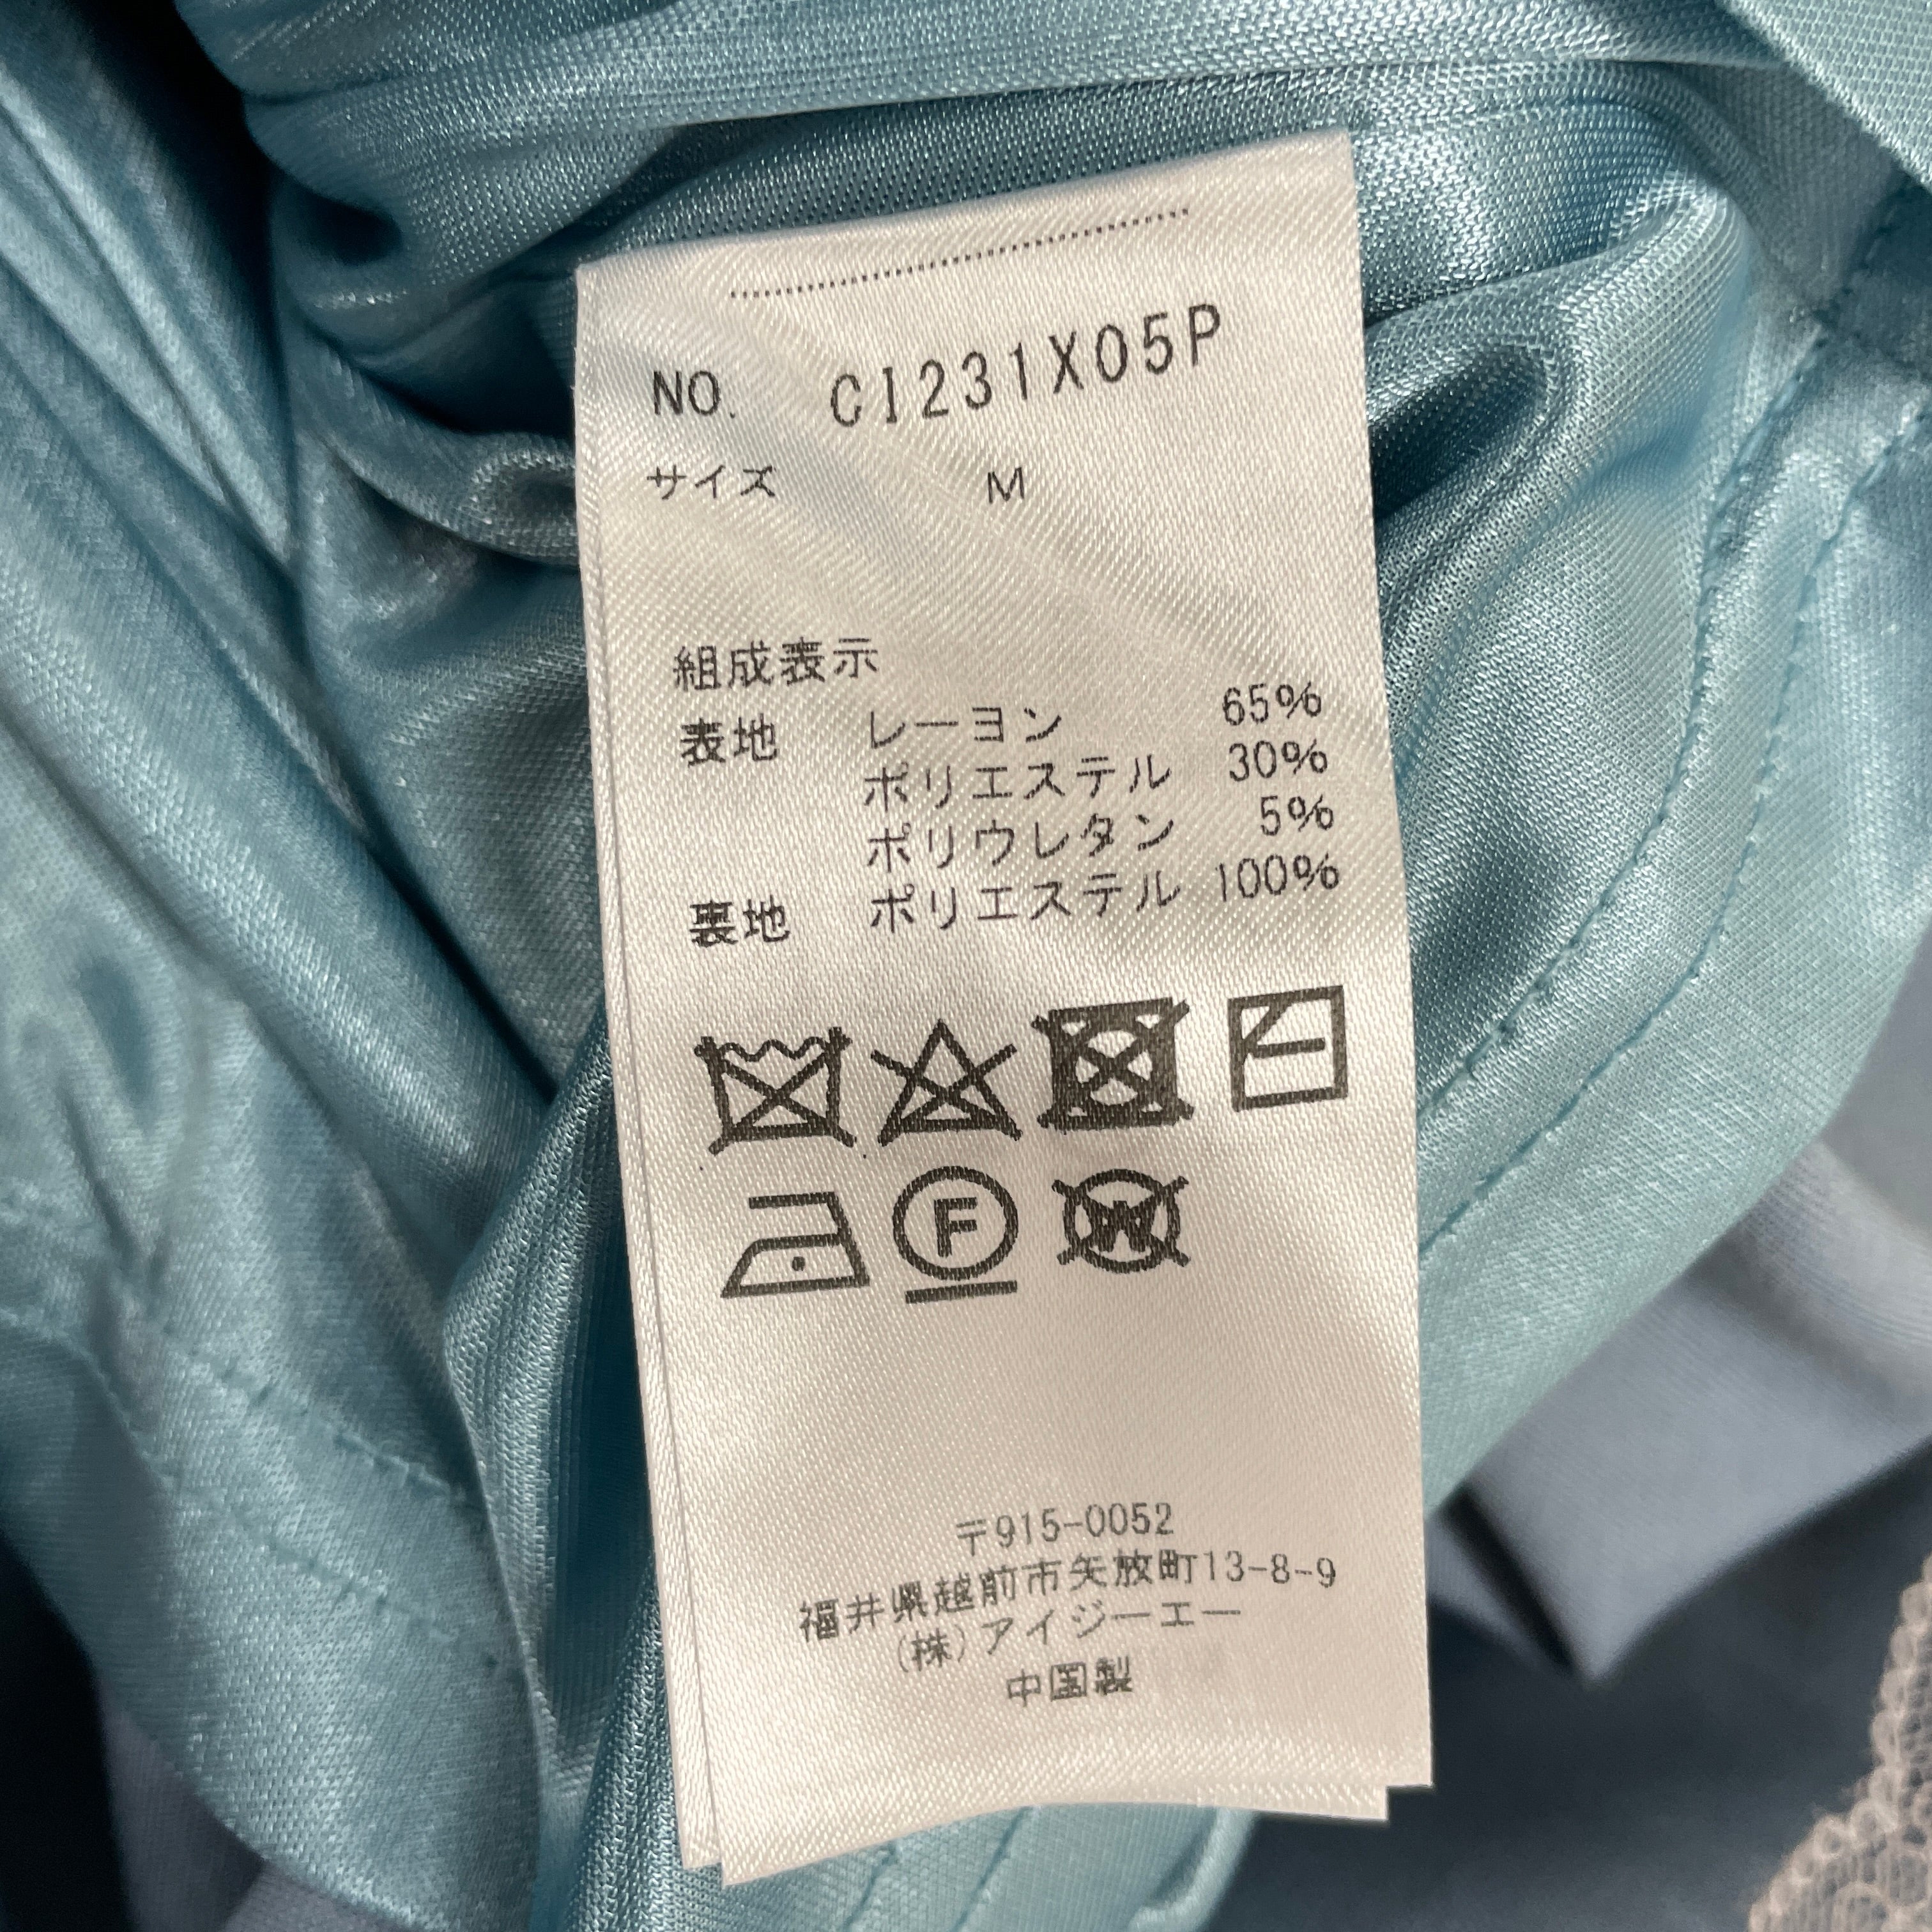 NO. C1231X05P
サイズ M
組成表示
表地 レーヨン 65%
ポリエステル 30%
ポリウレタン 5%
裏地 ポリエステル 100%
F W
〒915-0052
福井県越前市矢放町13-8-9
(株)アイジーエー
中国製